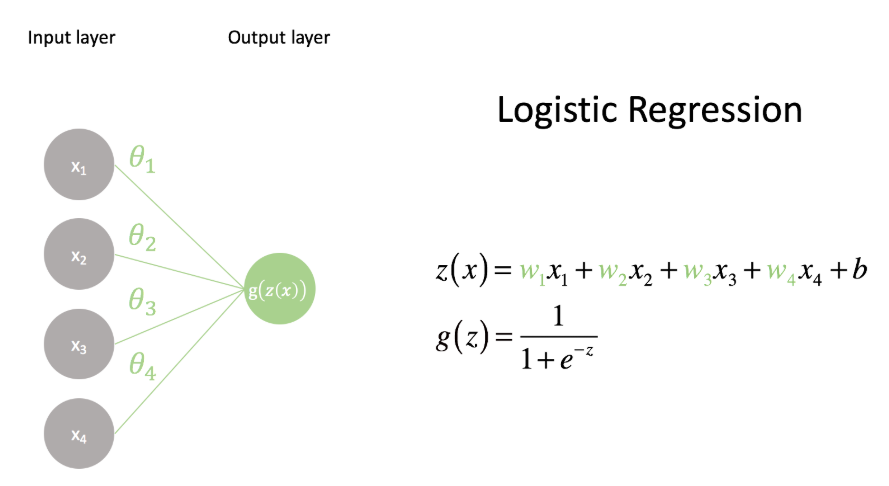 Input layer
Output layer
Logistic Regression
x₁
θ₁
x₂
θ₂
x₃
θ₃
x₄
θ₄
g(z(x))
z(x) = w₁x₁ + w₂x₂ + w₃x₃ + w₄x₄ + b
g(z) = 1 / (1 + e⁻ᶻ)